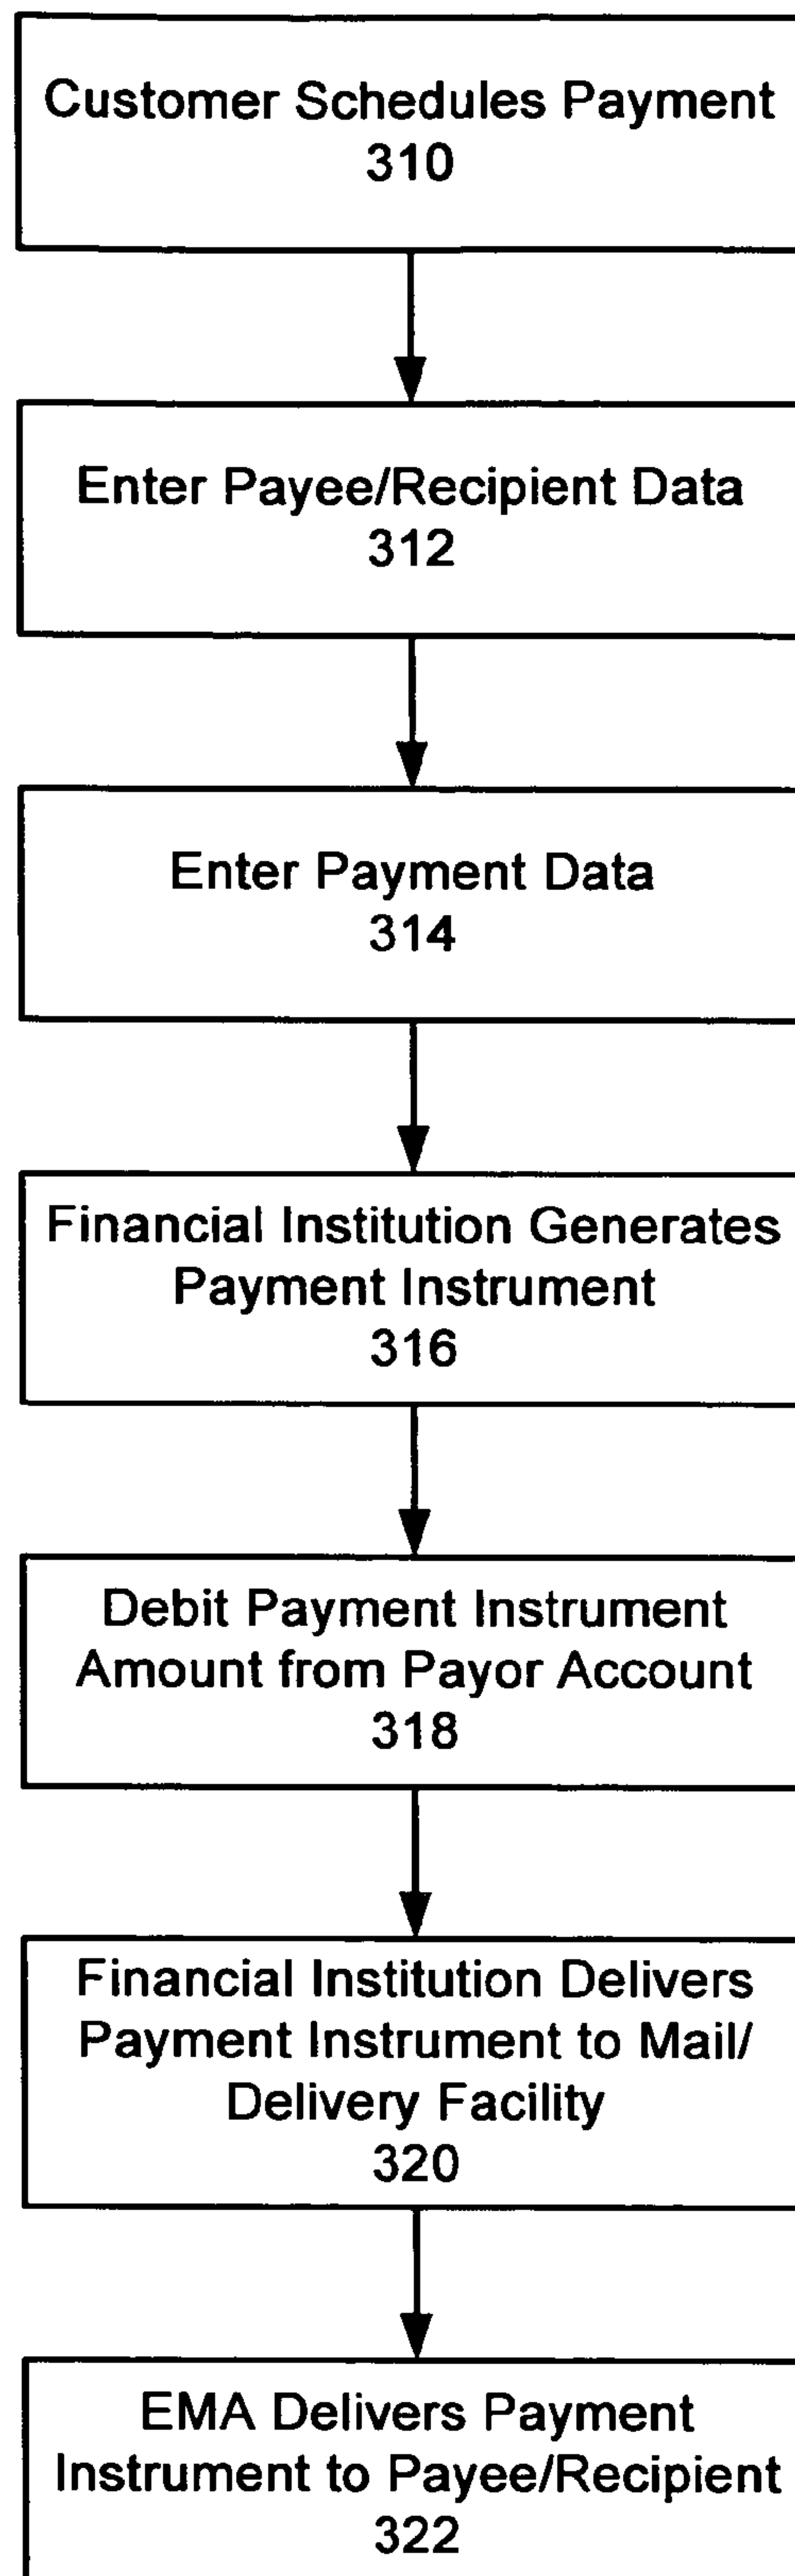 Customer Schedules Payment
310
Enter Payee/Recipient Data
312
Enter Payment Data
314
Financial Institution Generates
Payment Instrument
316
Debit Payment Instrument
Amount from Payor Account
318
Financial Institution Delivers
Payment Instrument to Mail/
Delivery Facility
320
EMA Delivers Payment
Instrument to Payee/Recipient
322